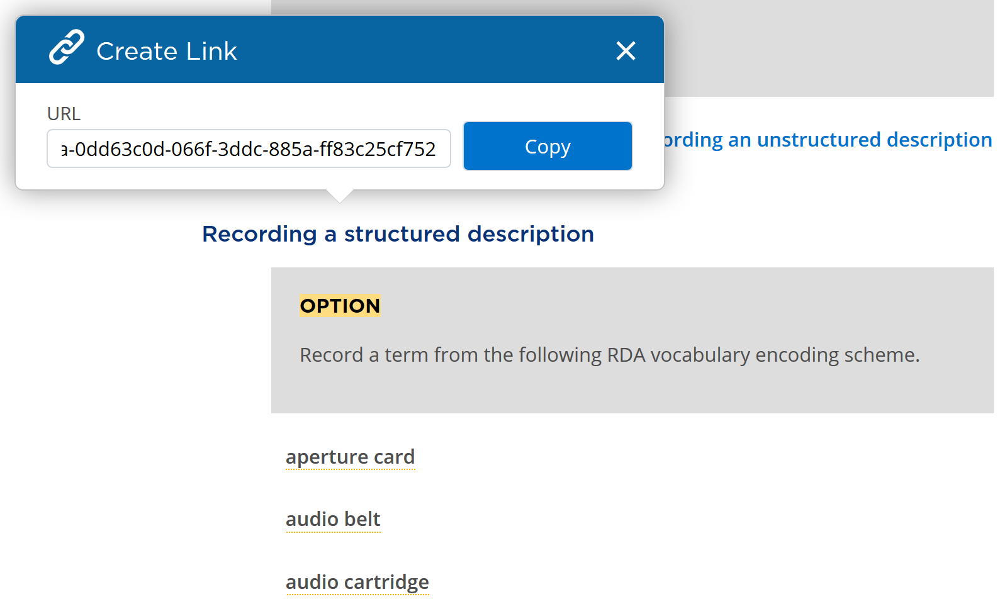 Create Link
URL
a-0dd63c0d-066f-3ddc-885a-ff83c25cf752
Copy
ording an unstructured description
Recording a structured description
OPTION
Record a term from the following RDA vocabulary encoding scheme.
aperture card
audio belt
audio cartridge